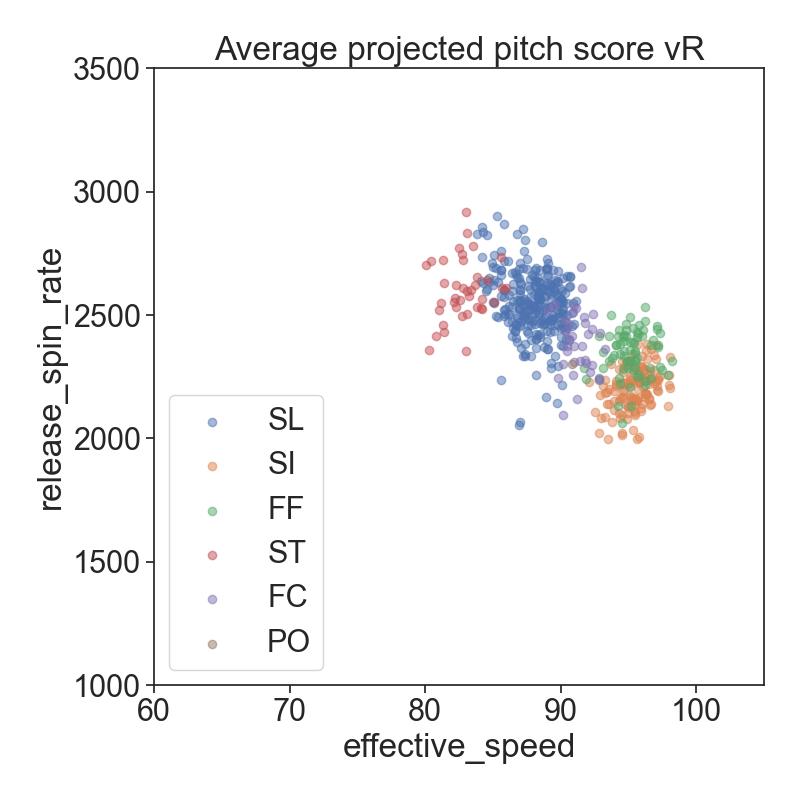 Average projected pitch score vR
3500
3000
2500
2000
1500
1000
release_spin_rate
SL
SI
FF
ST
FC
PO
60 70 80 90 100
effective_speed